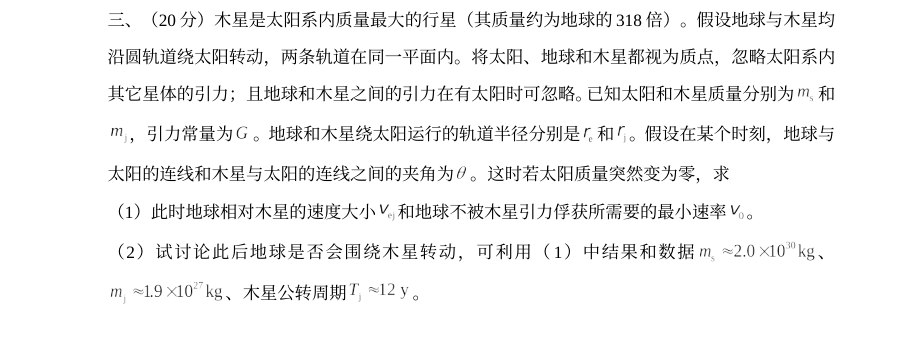 三、（20 分）木星是太阳系内质量最大的行星（其质量约为地球的 318 倍）。假设地球与木星均
沿圆轨道绕太阳转动，两条轨道在同一平面内。将太阳、地球和木星都视为质点，忽略太阳系内
其它星体的引力；且地球和木星之间的引力在有太阳时可忽略。已知太阳和木星质量分别为 mₛ 和
mⱼ，引力常量为 G 。地球和木星绕太阳运行的轨道半径分别是 rₑ 和 rⱼ。假设在某个时刻，地球与
太阳的连线和木星与太阳的连线之间的夹角为 θ 。这时若太阳质量突然变为零，求
（1）此时地球相对木星的速度大小 vₑⱼ 和地球不被木星引力俘获所需要的最小速率 v₀ 。
（2）试讨论此后地球是否会围绕木星转动，可利用（1）中结果和数据 mₛ ≈2.0×10³⁰ kg 、
mⱼ ≈1.9×10²⁷ kg 、木星公转周期 Tⱼ ≈12 y 。